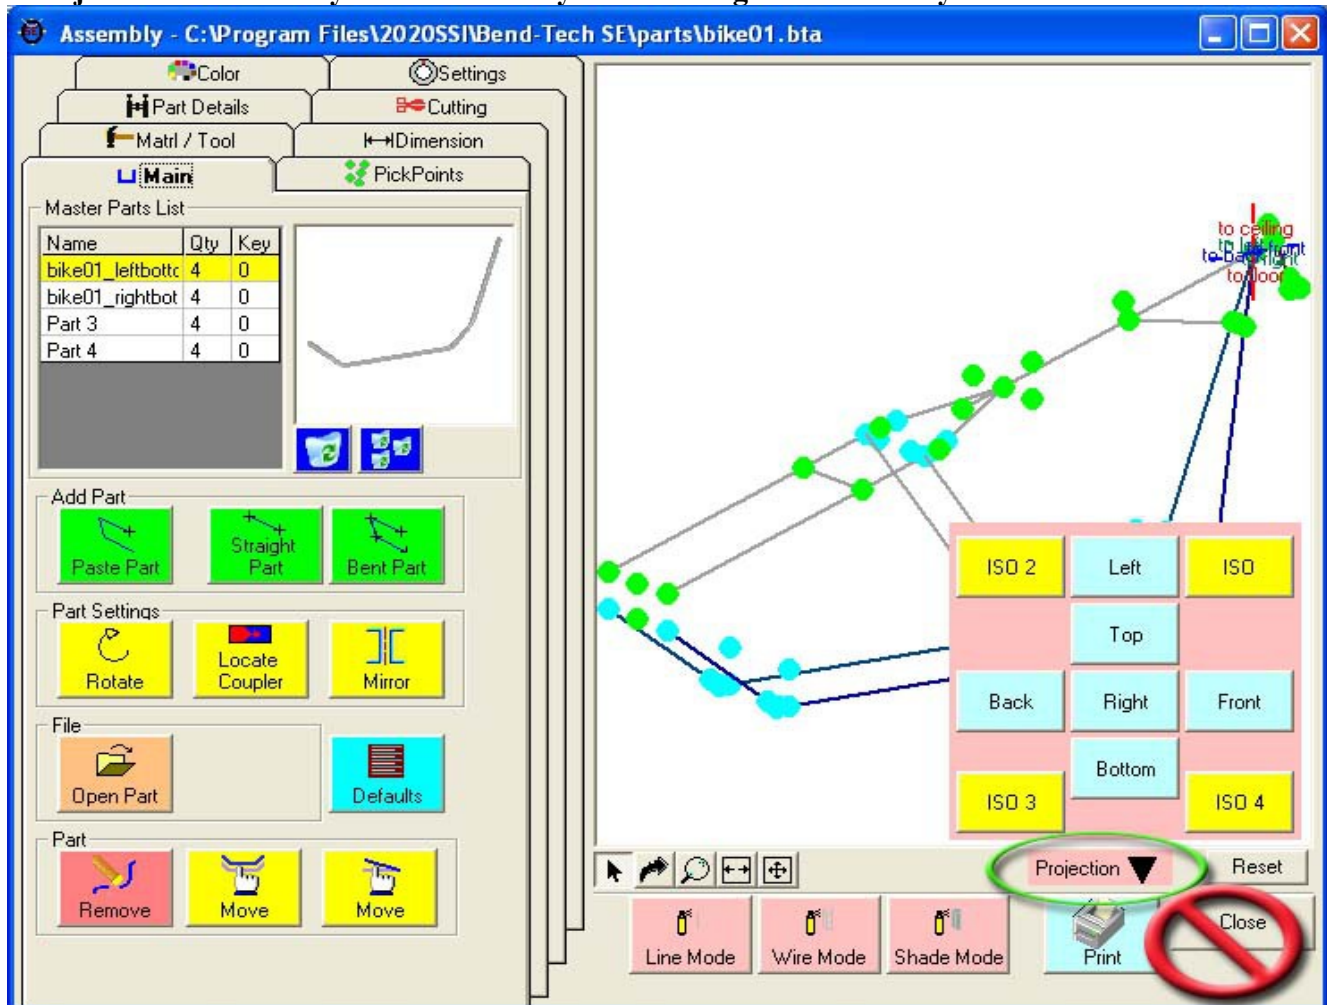 Assembly - C:\Program Files\2020SSI\Bend-Tech SE\parts\bike01.bta
Color
Settings
Part Details
Cutting
Matrl / Tool
Dimension
Main
PickPoints
Master Parts List
Name Qty Key
bike01_leftbottc 4 0
bike01_rightbot 4 0
Part 3 4 0
Part 4 4 0
Add Part
Paste Part
Straight
Part
Bent Part
Part Settings
Rotate
Locate
Coupler
Mirror
File
Open Part
Defaults
Part
Remove
Move
Move
to ceiling
to front
to door
ISO 2
Left
ISO
Top
Back
Right
Front
Bottom
ISO 3
ISO 4
Projection
Reset
Line Mode
Wire Mode
Shade Mode
Print
Close